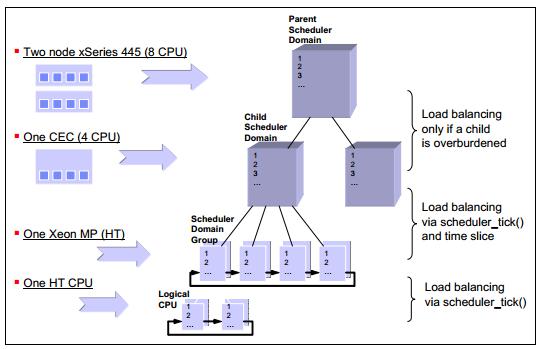 Parent
Scheduler
Domain
▪ Two node xSeries 445 (8 CPU)
1
2
3
...
Child
Scheduler
Domain
Load balancing
only if a child
is overburdened
▪ One CEC (4 CPU)
1
2
3
...
1
2
3
...
Load balancing
via scheduler_tick()
and time slice
Scheduler
Domain
Group
▪ One Xeon MP (HT)
1
2
...
1
2
...
1
2
...
1
2
...
▪ One HT CPU
Load balancing
via scheduler_tick()
Logical
CPU
1
2
...
1
2
...